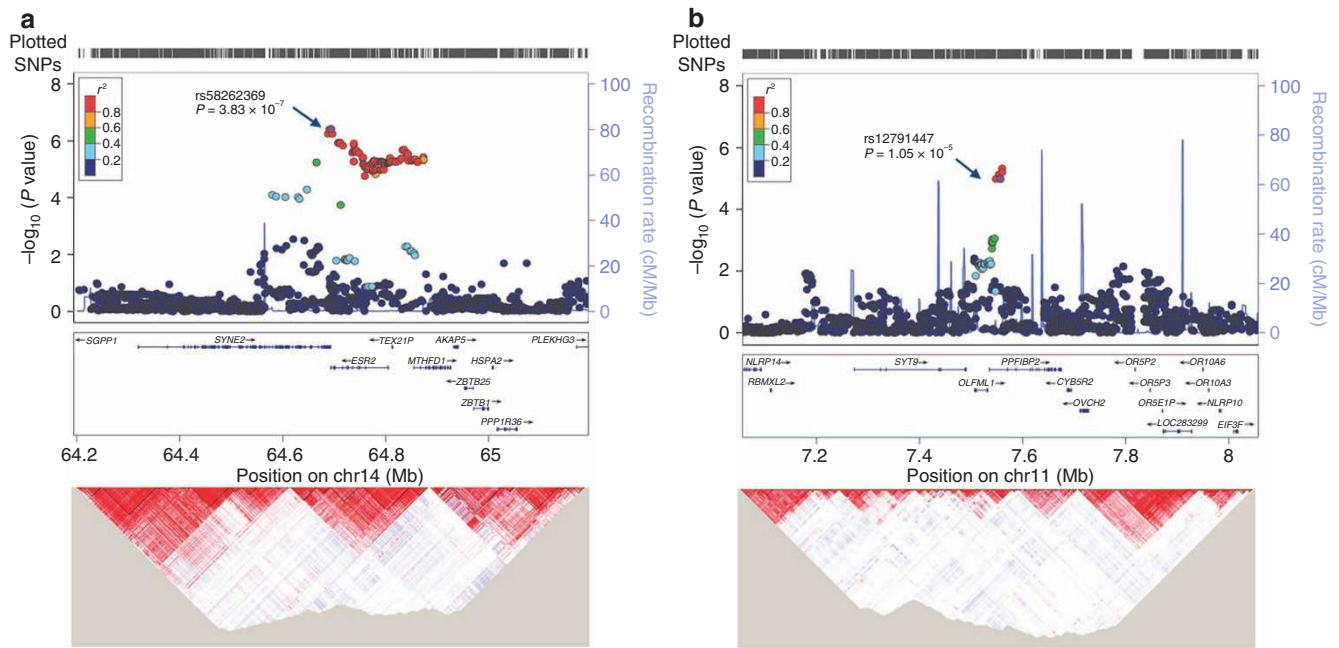 a
Plotted
SNPs
8
6
4
2
0
–log10 (P value)
r²
0.8
0.6
0.4
0.2
rs58262369
P = 3.83 × 10⁻⁷
100
80
60
40
20
0
Recombination rate (cM/Mb)
←SGPP1
SYNE2→
←TEX21P
AKAP5→
PLEKHG3→
←ESR2
MTHFD1→
HSPA2→
←ZBTB25
ZBTB1→
PPP1R36→
64.2
64.4
64.6
64.8
65
Position on chr14 (Mb)
b
Plotted
SNPs
8
6
4
2
0
–log10 (P value)
r²
0.8
0.6
0.4
0.2
rs12791447
P = 1.05 × 10⁻⁵
100
80
60
40
20
0
Recombination rate (cM/Mb)
NLRP14→
SYT9→
PPFIBP2→
OR5P2
←OR10A6
RBMXL2→
OLFML1→
←CYB5R2
←OR5P3
←OR10A3
←OVCH2
OR5E1P→
←NLRP10
←LOC283299
EIF3F→
7.2
7.4
7.6
7.8
8
Position on chr11 (Mb)